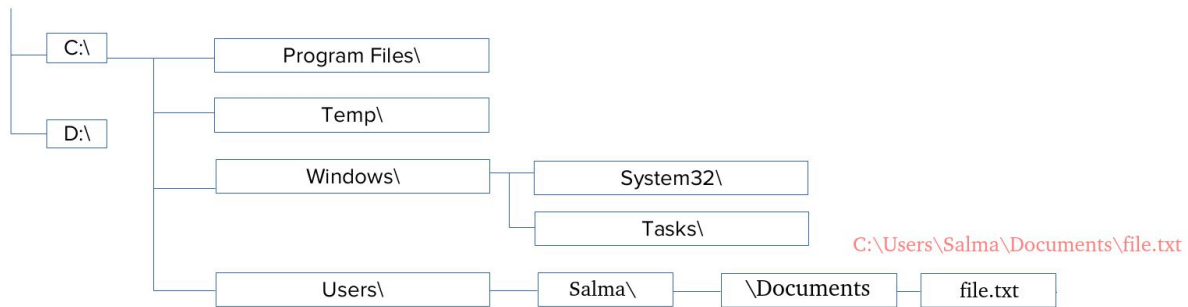 C:\
Program Files\
Temp\
D:\
Windows\
System32\
Tasks\
C:\Users\Salma\Documents\file.txt
Users\
Salma\
\Documents
file.txt